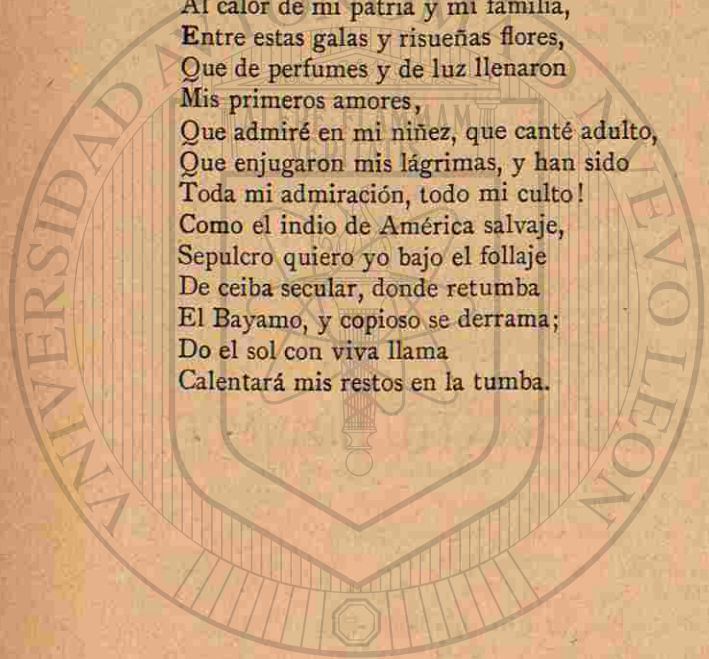 Al calor de mi patria y mi familia,
Entre estas galas y risueñas flores,
Que de perfumes y de luz llenaron
Mis primeros amores,
Que admiré en mi niñez, que canté adulto,
Que enjugaron mis lágrimas, y han sido
Toda mi admiración, todo mi culto!
Como el indio de América salvaje,
Sepulcro quiero yo bajo el follaje
De ceiba secular, donde retumba
El Bayamo, y copioso se derrama;
Do el sol con viva llama
Calentará mis restos en la tumba.